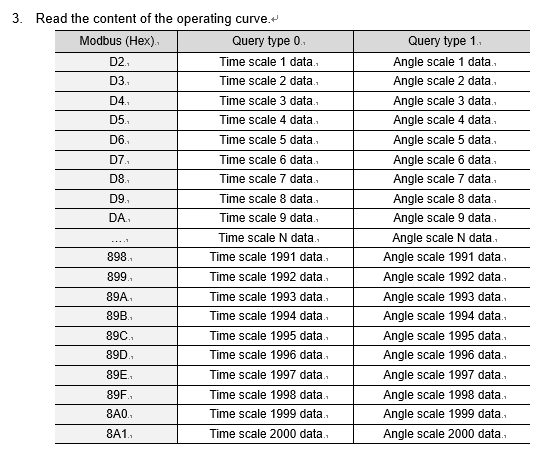 3. Read the content of the operating curve.
Modbus (Hex) Query type 0 Query type 1
D2 Time scale 1 data Angle scale 1 data
D3 Time scale 2 data Angle scale 2 data
D4 Time scale 3 data Angle scale 3 data
D5 Time scale 4 data Angle scale 4 data
D6 Time scale 5 data Angle scale 5 data
D7 Time scale 6 data Angle scale 6 data
D8 Time scale 7 data Angle scale 7 data
D9 Time scale 8 data Angle scale 8 data
DA Time scale 9 data Angle scale 9 data
... Time scale N data Angle scale N data
898 Time scale 1991 data Angle scale 1991 data
899 Time scale 1992 data Angle scale 1992 data
89A Time scale 1993 data Angle scale 1993 data
89B Time scale 1994 data Angle scale 1994 data
89C Time scale 1995 data Angle scale 1995 data
89D Time scale 1996 data Angle scale 1996 data
89E Time scale 1997 data Angle scale 1997 data
89F Time scale 1998 data Angle scale 1998 data
8A0 Time scale 1999 data Angle scale 1999 data
8A1 Time scale 2000 data Angle scale 2000 data